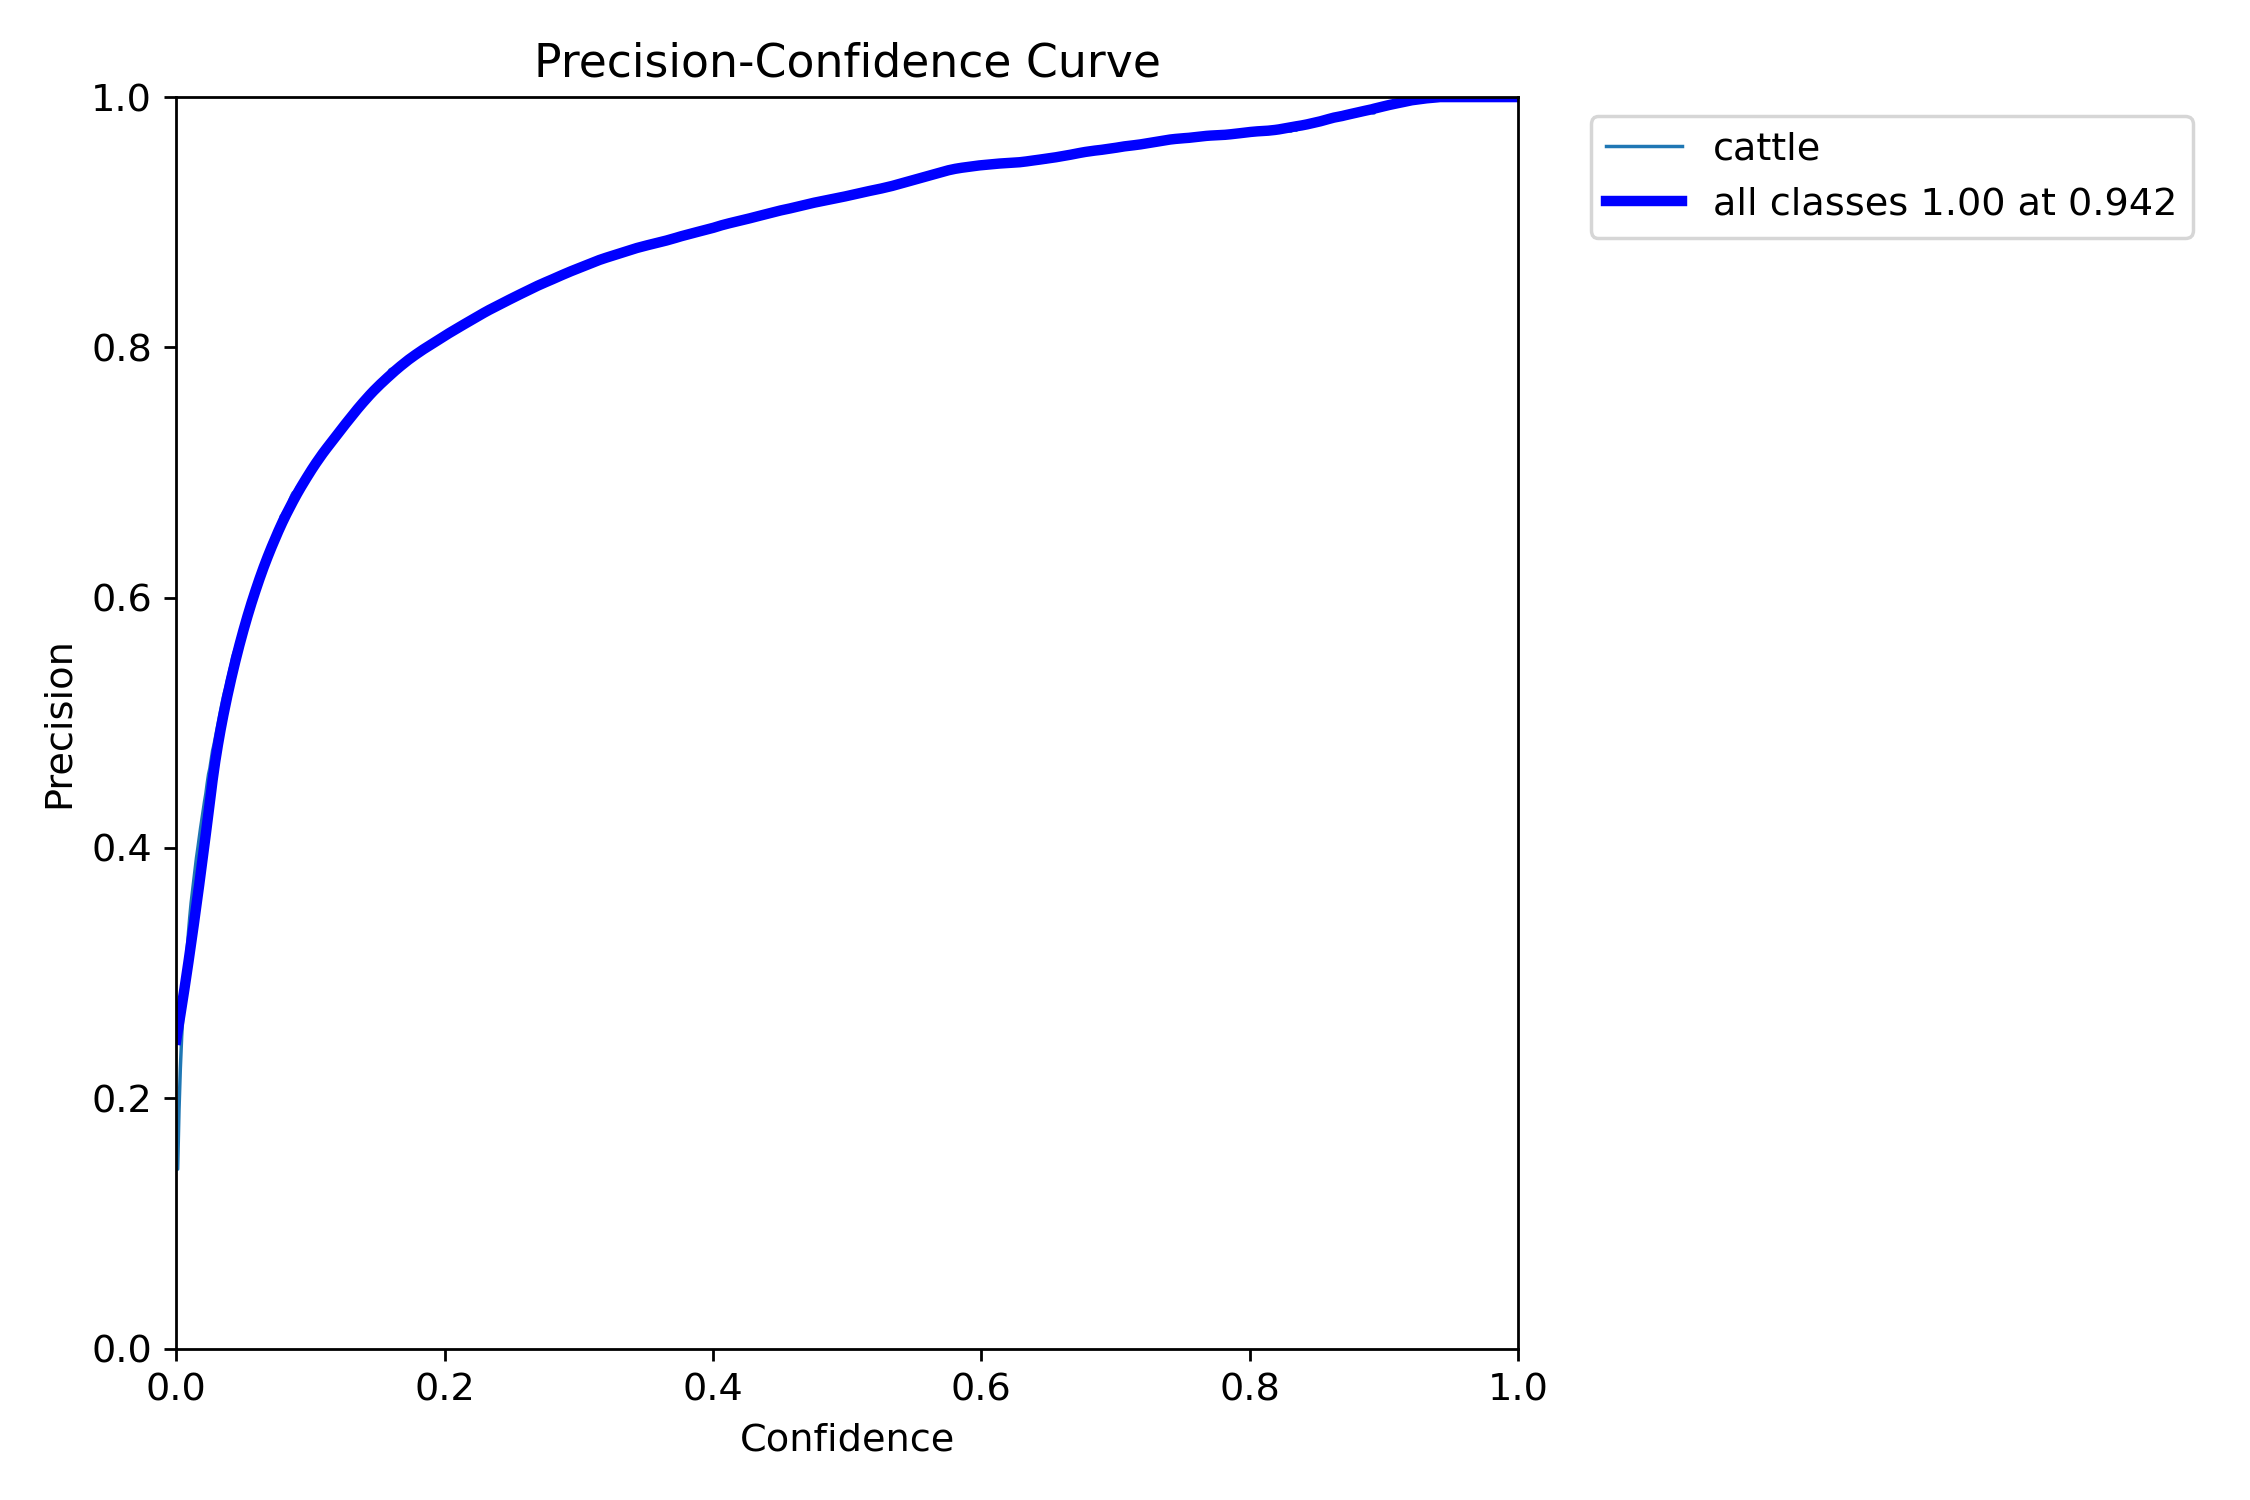 Precision-Confidence Curve
cattle
all classes 1.00 at 0.942
Precision
1.0
0.8
0.6
0.4
0.2
0.0
0.0 0.2 0.4 0.6 0.8 1.0
Confidence